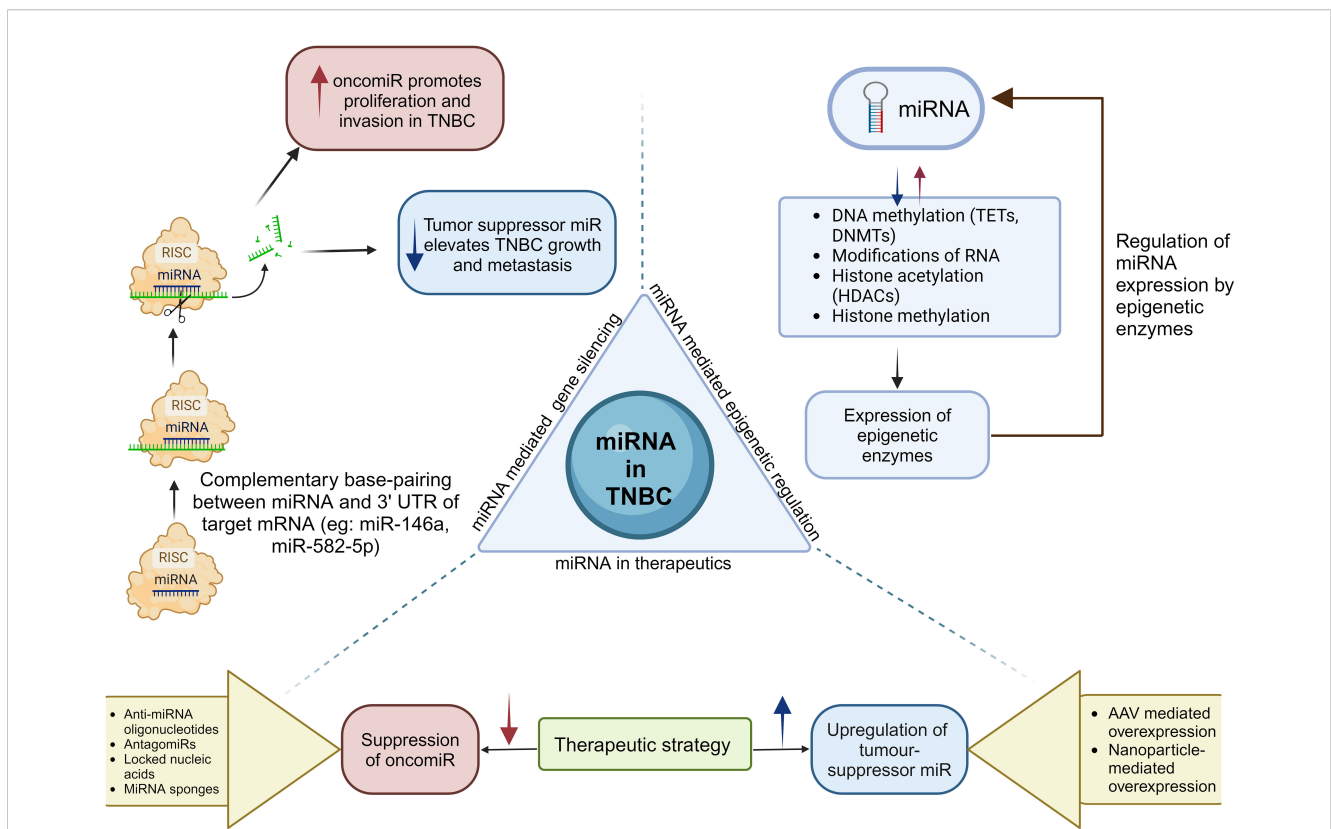 oncomiR promotes
proliferation and
invasion in TNBC
Tumor suppressor miR
elevates TNBC growth
and metastasis
RISC
miRNA
RISC
miRNA
Complementary base-pairing
between miRNA and 3' UTR of
target mRNA (eg: miR-146a,
miR-582-5p)
RISC
miRNA
miRNA
• DNA methylation (TETs,
DNMTs)
• Modifications of RNA
• Histone acetylation
(HDACs)
• Histone methylation
Regulation of
miRNA
expression by
epigenetic
enzymes
Expression of
epigenetic
enzymes
miRNA mediated gene silencing
miRNA mediated epigenetic regulation
miRNA
in
TNBC
miRNA in therapeutics
• Anti-miRNA
oligonucleotides
• AntagomiRs
• Locked nucleic
acids
• MiRNA sponges
Suppression
of oncomiR
Therapeutic strategy
Upregulation of
tumour-
suppressor miR
• AAV mediated
overexpression
• Nanoparticle-
mediated
overexpression